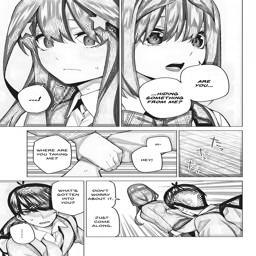 ARE
YOU...
...HIDING
SOMETHING
FROM ME?
...!
HEY!
WHERE ARE
YOU TAKING
ME?
DON'T
WORRY
ABOUT IT.
JUST
COME
ALONG.
WHAT'S
GOTTEN
INTO
YOU?